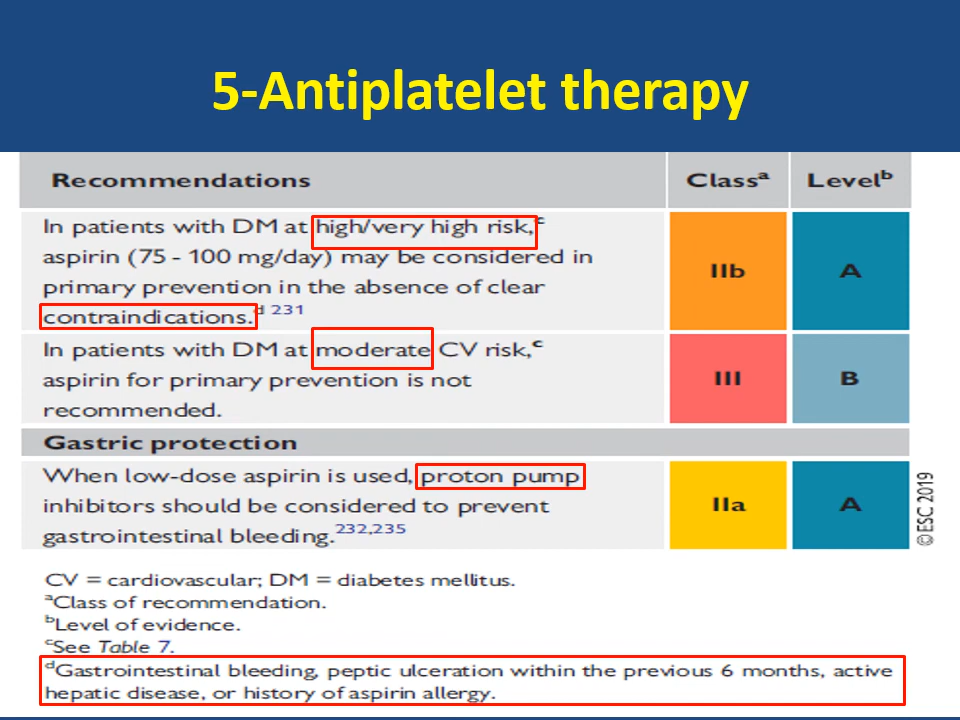 5-Antiplatelet therapy
Recommendations Classᵃ Levelᵇ
In patients with DM at high/very high risk,ᶜ
aspirin (75 - 100 mg/day) may be considered in
primary prevention in the absence of clear
contraindications.ᵈ ²³¹
IIb A
In patients with DM at moderate CV risk,ᶜ
aspirin for primary prevention is not
recommended.
III B
Gastric protection
When low-dose aspirin is used, proton pump
inhibitors should be considered to prevent
gastrointestinal bleeding.²³²,²³⁵
IIa A
©ESC 2019
CV = cardiovascular; DM = diabetes mellitus.
ᵃClass of recommendation.
ᵇLevel of evidence.
ᶜSee Table 7.
ᵈGastrointestinal bleeding, peptic ulceration within the previous 6 months, active
hepatic disease, or history of aspirin allergy.